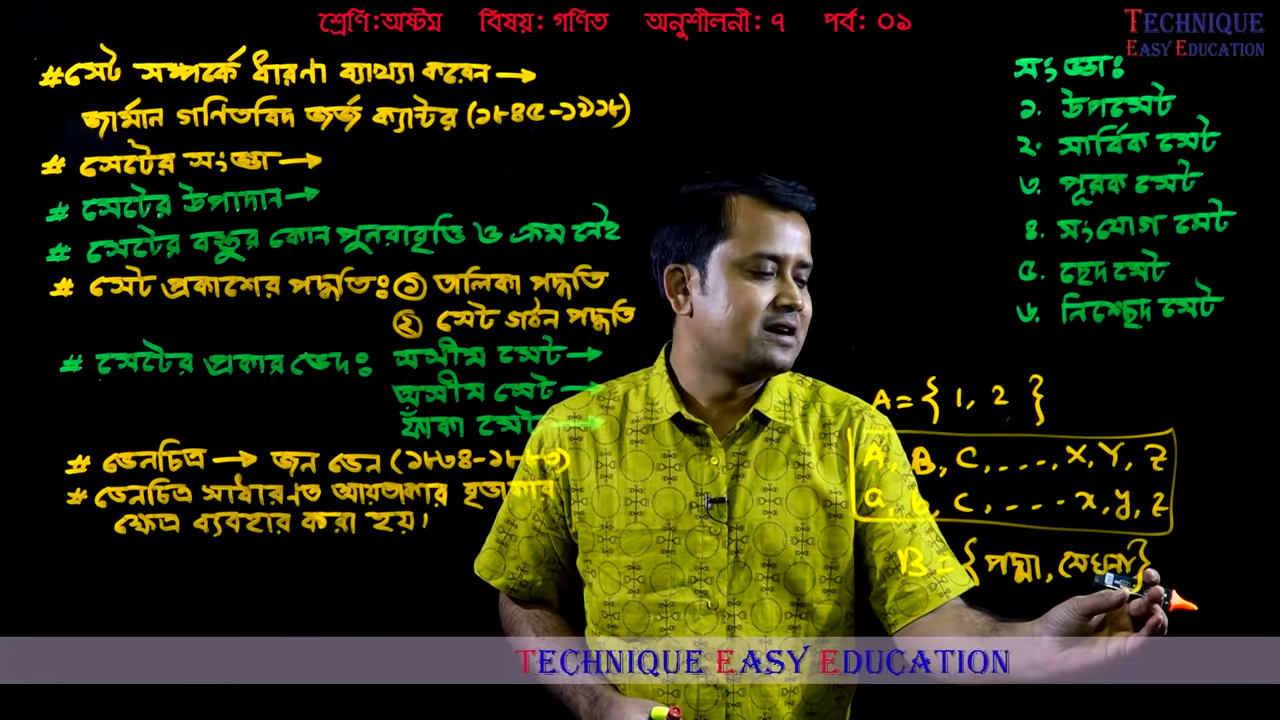 শ্রেণি:অষ্টম বিষয়: গণিত অনুশীলনী: ৭ পর্ব: ০১
TECHNIQUE
EASY EDUCATION
# সেট সম্পর্কে ধারণা ব্যাখ্যা করেন →
জার্মান গণিতবিদ জর্জ ক্যান্টর (১৮৪৫-১৯১৮)
# সেটের সংজ্ঞা →
# সেটের উপাদান →
# সেটের বস্তুর কোন পুনরাবৃত্তি ও ক্রম নেই
# সেট প্রকাশের পদ্ধতি: ① তালিকা পদ্ধতি
② সেট গঠন পদ্ধতি
# সেটের প্রকার ভেদ: সসীম সেট →
অসীম সেট →
ফাঁকা সেট →
# ভেনচিত্র → জন ভেন (১৮৩৪-১৮৮৩)
# ভেনচিত্র সাধারণত আয়তাকার বৃত্তাকার
ক্ষেত্র ব্যবহার করা হয়।
সংজ্ঞা:
১. উপসেট
২. সার্বিক সেট
৩. পূরক সেট
৪. সংযোগ সেট
৫. ছেদ সেট
৬. নিশ্ছেদ সেট
A = { 1, 2 }
A, B, C, ...., X, Y, Z
a, C, .... x, y, z
B = { পদ্মা, মেঘনা }
TECHNIQUE EASY EDUCATION